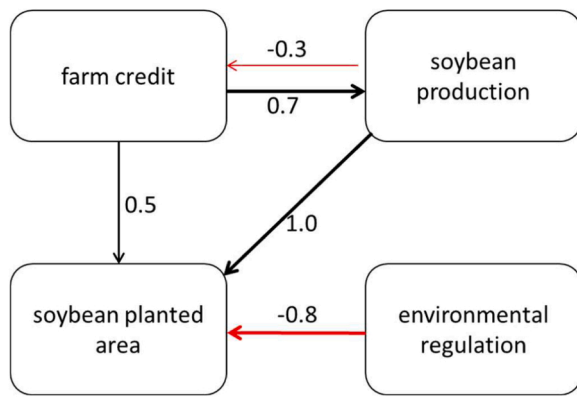 farm credit
-0.3
0.7
soybean
production
0.5
1.0
soybean planted
area
-0.8
environmental
regulation